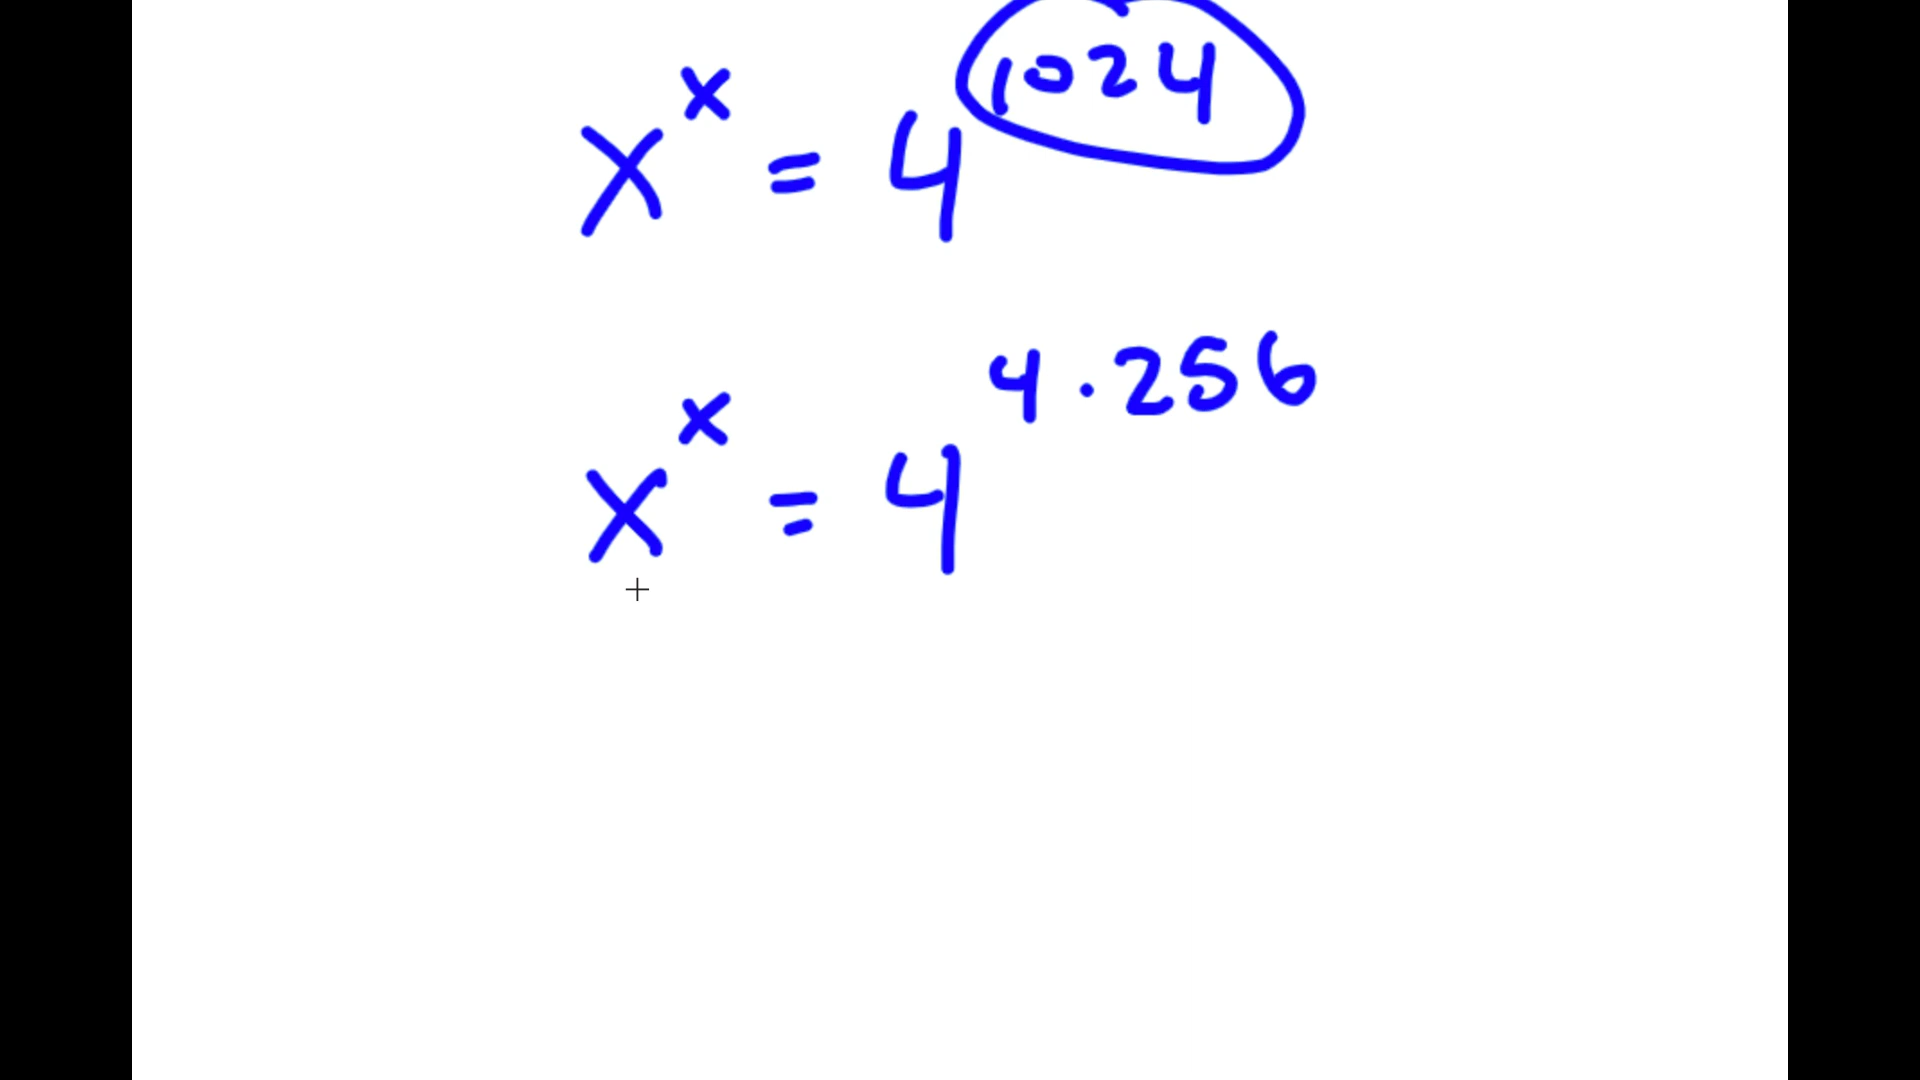 x^x = 4^1024
x^x = 4^4·256